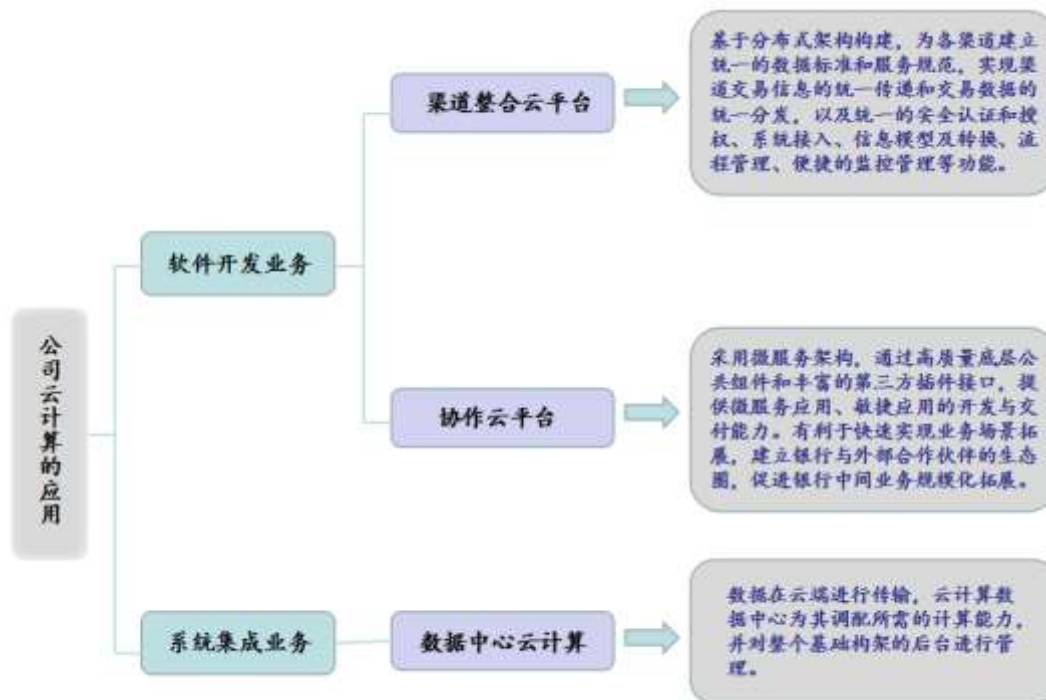 公司云计算的应用
软件开发业务
渠道整合云平台
基于分布式架构构建，为各渠道建立
统一的数据标准和服务规范，实现渠
道交易信息的统一传递和交易数据的
统一分发，以及统一的安全认证和授
权、系统接入、信息模型及转换、流
程管理、便捷的监控管理等功能。
协作云平台
采用微服务架构，通过高质量底层公
共组件和丰富的第三方插件接口，提
供微服务应用、敏捷应用的开发与交
付能力。有利于快速实现业务场景拓
展，建立银行与外部合作伙伴的生态
圈，促进银行中间业务规模化拓展。
系统集成业务
数据中心云计算
数据在云端进行传输，云计算数
据中心为其调配所需的计算能力，
并对整个基础构架的后台进行管
理。